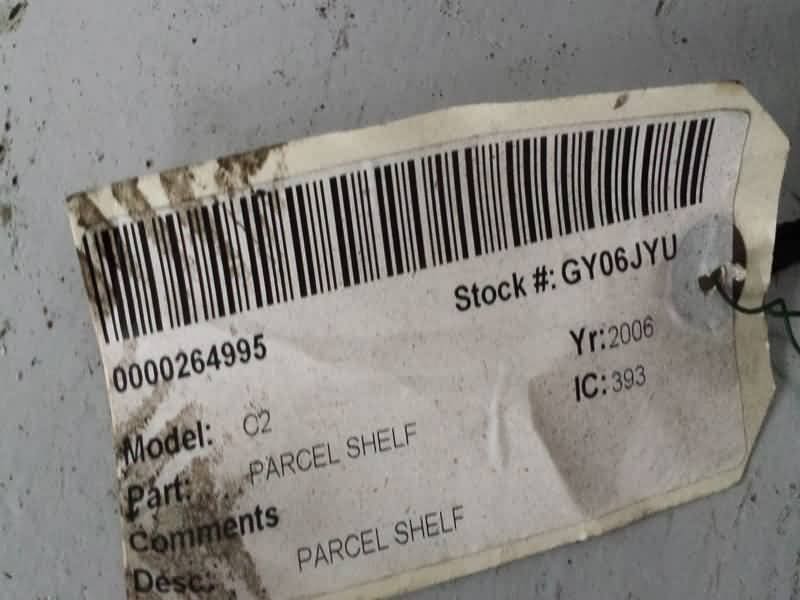 0000264995
Stock #: GY06JYU
Yr: 2006
IC: 393
Model: C2
Part: PARCEL SHELF
Comments
Desc: PARCEL SHELF